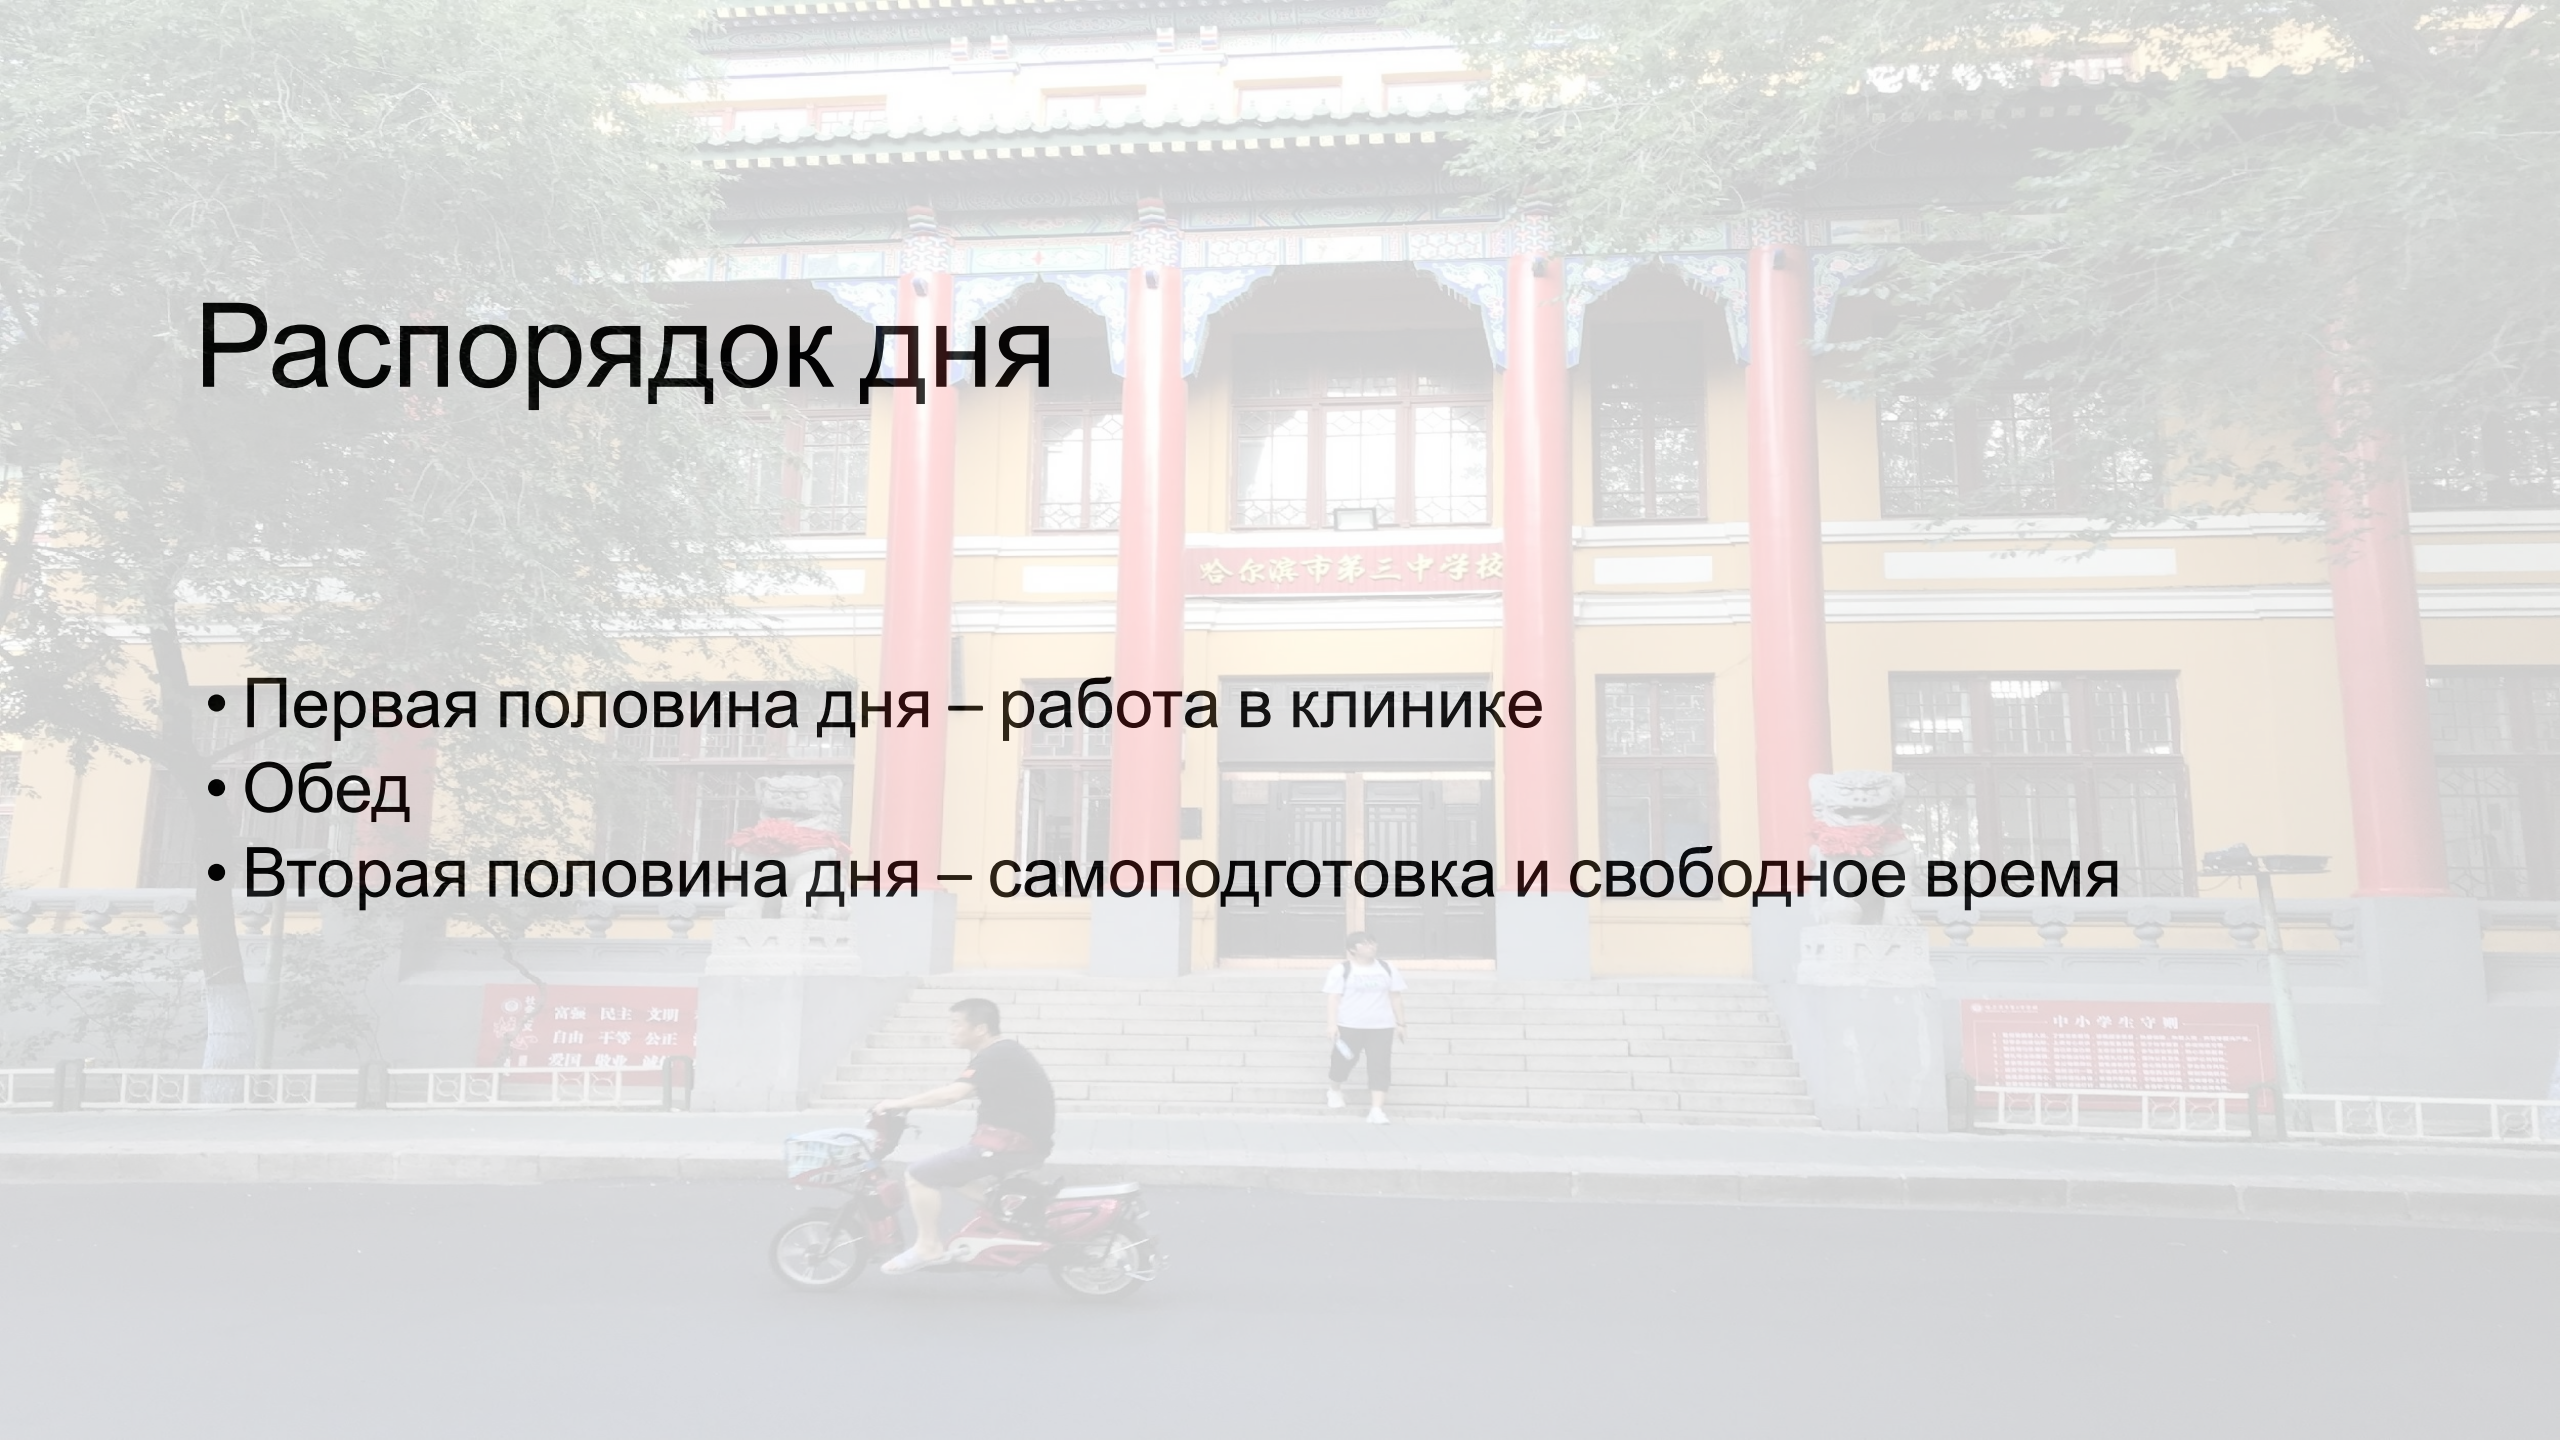 Распорядок дня
哈尔滨市第三中学校
• Первая половина дня – работа в клинике
• Обед
• Вторая половина дня – самоподготовка и свободное время
富强 民主 文明
自由 平等 公正
爱国 敬业
中小学生守则